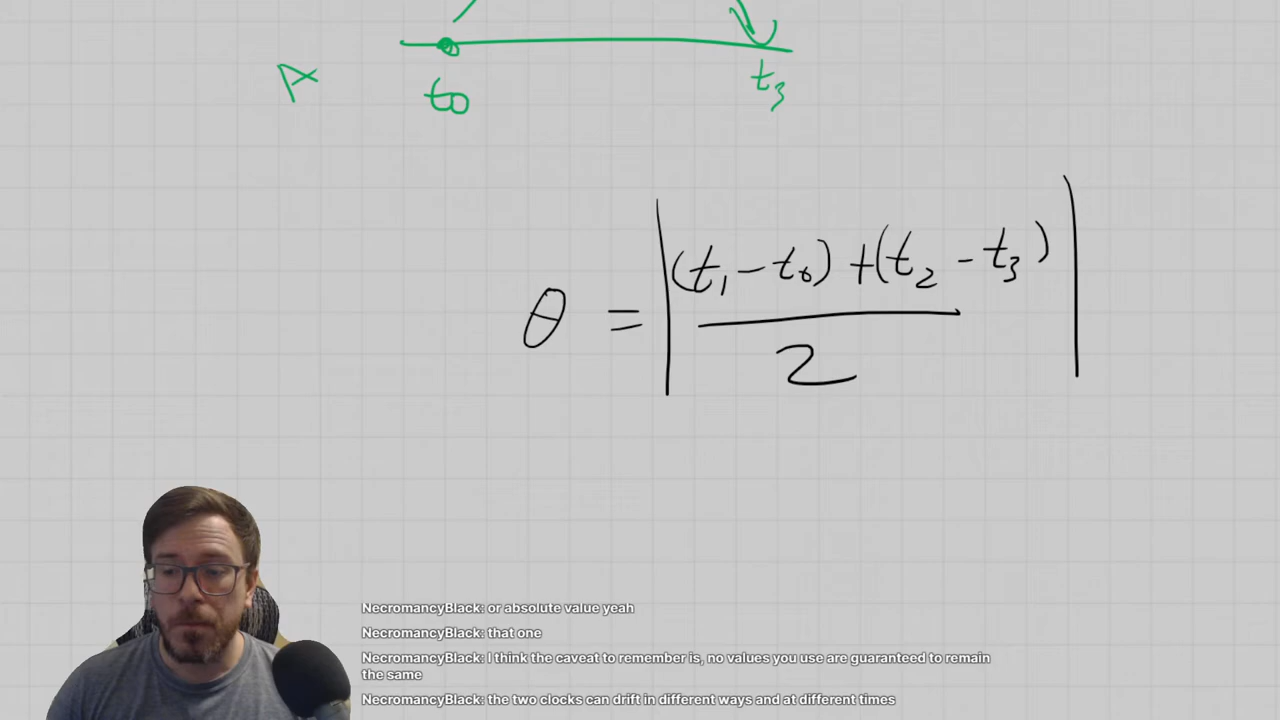 A
t0
t3
θ = |((t1 - t0) + (t2 - t3)) / 2|
NecromancyBlack: or absolute value yeah
NecromancyBlack: that one
NecromancyBlack: I think the caveat to remember is, no values you use are guaranteed to remain
the same
NecromancyBlack: the two clocks can drift in different ways and at different times